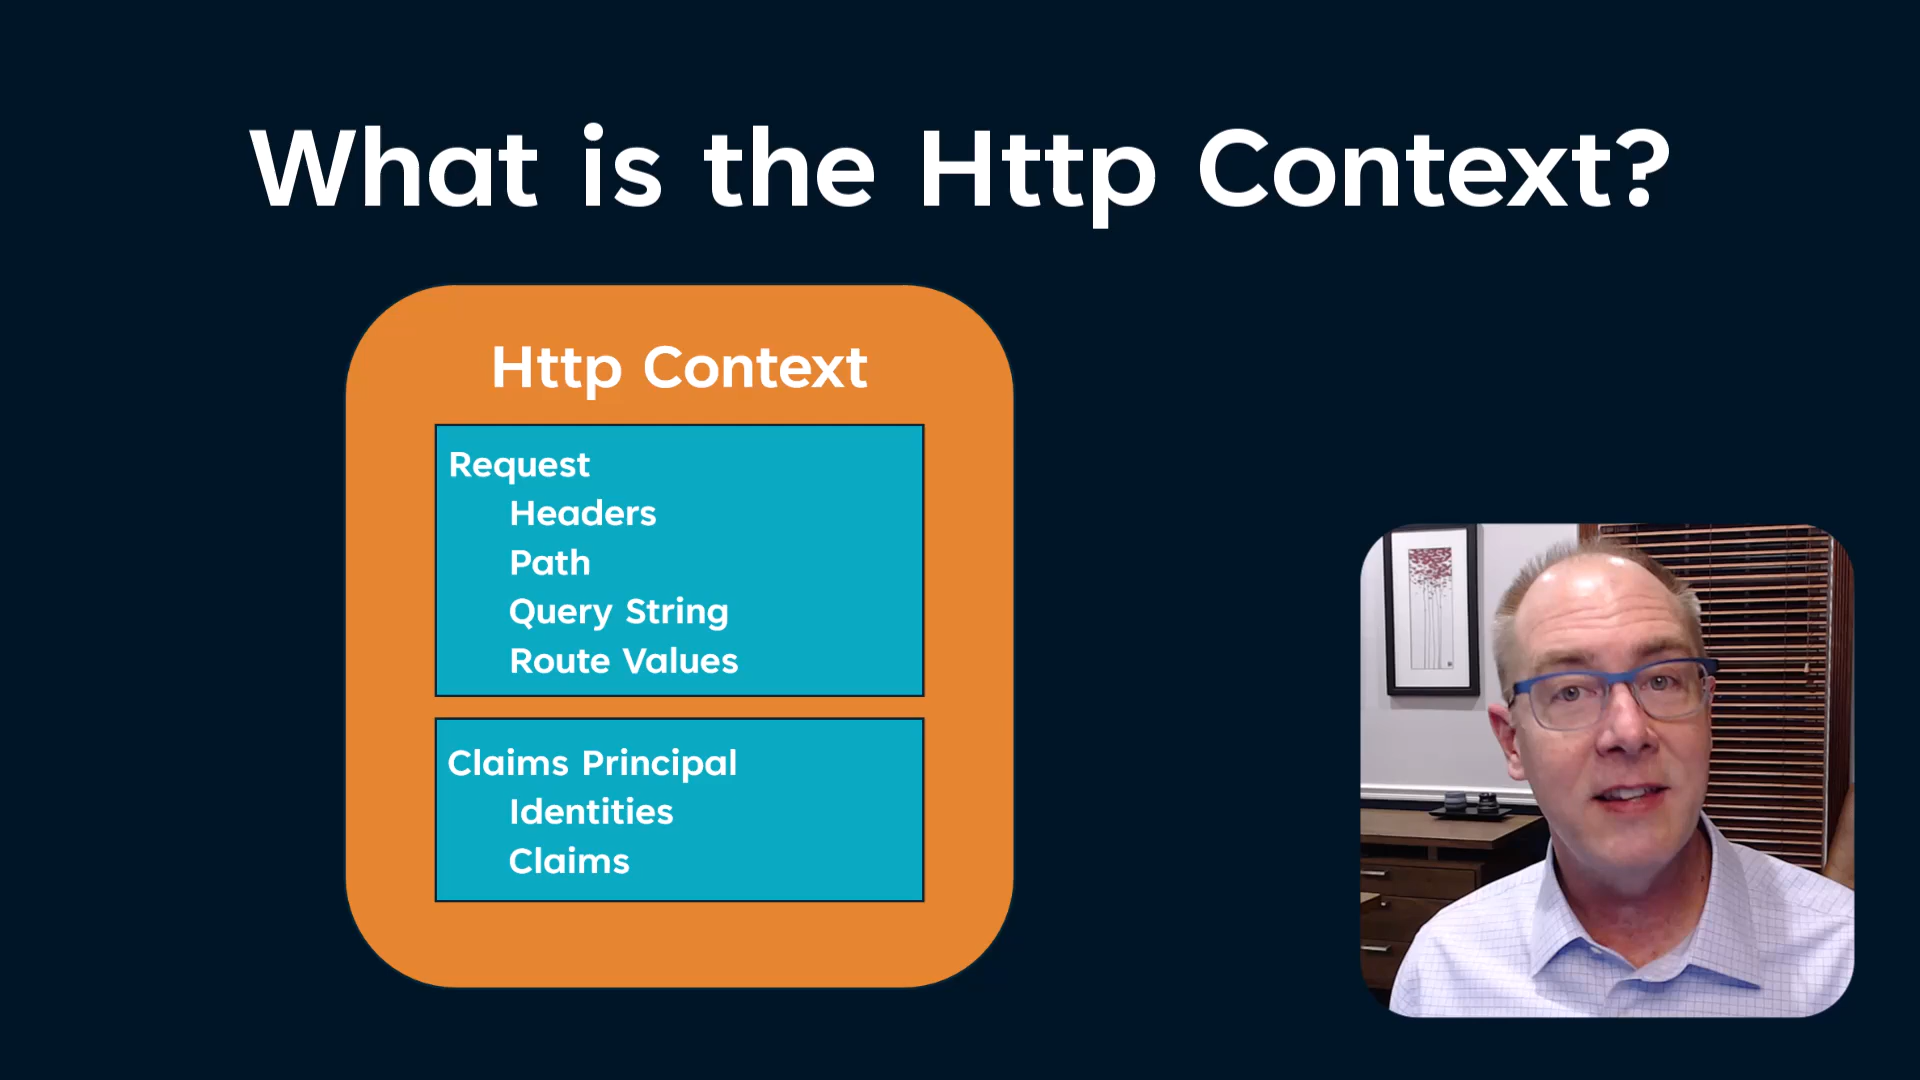 What is the Http Context?
Http Context
Request
Headers
Path
Query String
Route Values
Claims Principal
Identities
Claims